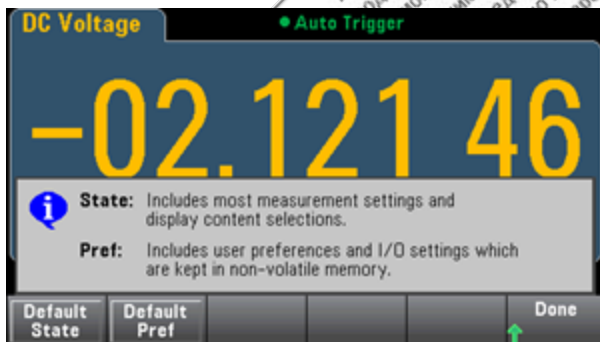 DC Voltage
Auto Trigger
-02.121 46
State: Includes most measurement settings and
display content selections.
Pref: Includes user preferences and I/O settings which
are kept in non-volatile memory.
Default
State
Default
Pref
Done